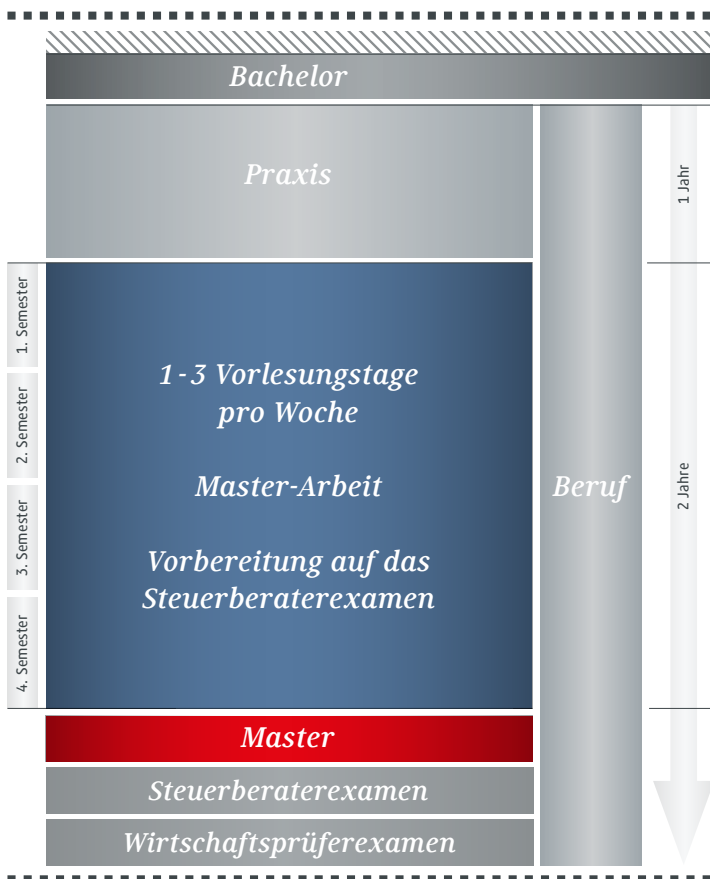 Bachelor
Praxis
1 Jahr
1. Semester
2. Semester
3. Semester
4. Semester
1 - 3 Vorlesungstage
pro Woche
Master-Arbeit
Vorbereitung auf das
Steuerberaterexamen
Beruf
2 Jahre
Master
Steuerberaterexamen
Wirtschaftsprüferexamen